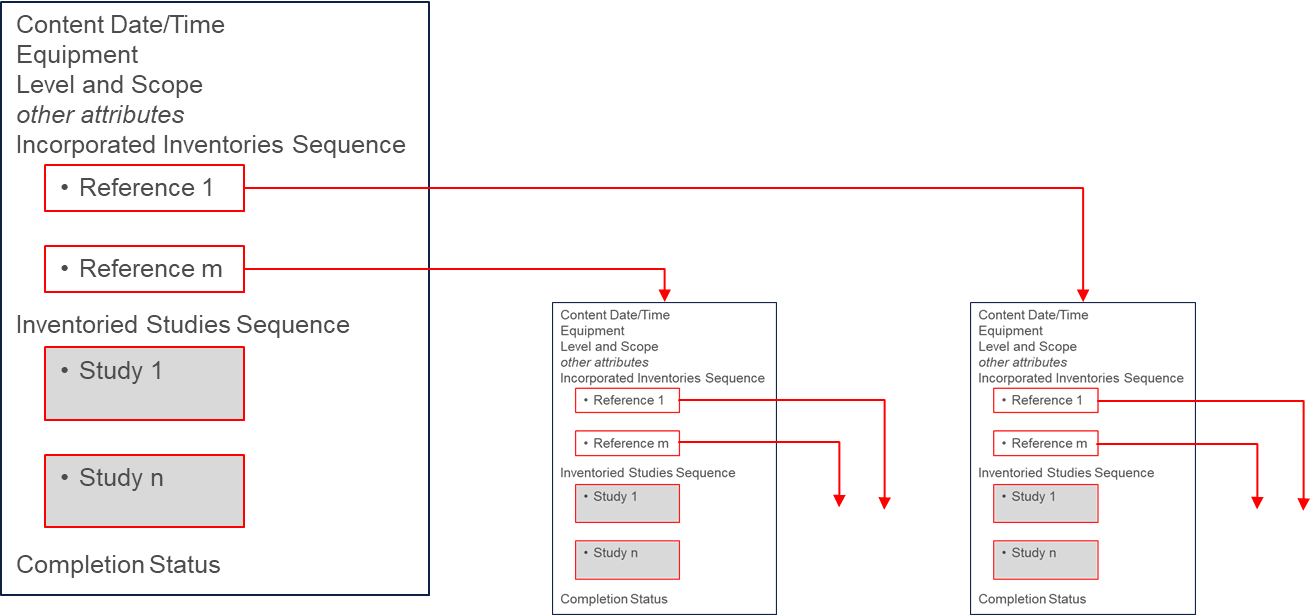 Content Date/Time
Equipment
Level and Scope
other attributes
Incorporated Inventories Sequence
• Reference 1
• Reference m
Inventoried Studies Sequence
• Study 1
• Study n
Completion Status
Content Date/Time
Equipment
Level and Scope
other attributes
Incorporated Inventories Sequence
• Reference 1
• Reference m
Inventoried Studies Sequence
• Study 1
• Study n
Completion Status
Content Date/Time
Equipment
Level and Scope
other attributes
Incorporated Inventories Sequence
• Reference 1
• Reference m
Inventoried Studies Sequence
• Study 1
• Study n
Completion Status